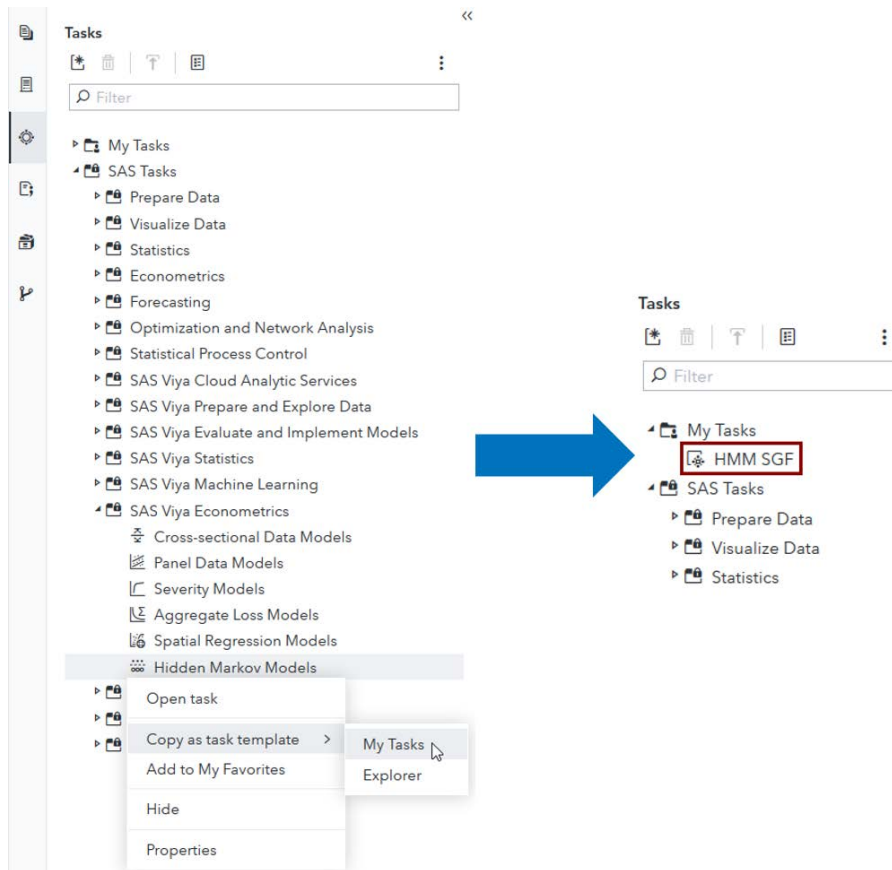 Tasks
Filter
My Tasks
SAS Tasks
Prepare Data
Visualize Data
Statistics
Econometrics
Forecasting
Optimization and Network Analysis
Statistical Process Control
SAS Viya Cloud Analytic Services
SAS Viya Prepare and Explore Data
SAS Viya Evaluate and Implement Models
SAS Viya Statistics
SAS Viya Machine Learning
SAS Viya Econometrics
Cross-sectional Data Models
Panel Data Models
Severity Models
Aggregate Loss Models
Spatial Regression Models
Hidden Markov Models
Open task
Copy as task template >
My Tasks
Explorer
Add to My Favorites
Hide
Properties
Tasks
Filter
My Tasks
HMM SGF
SAS Tasks
Prepare Data
Visualize Data
Statistics